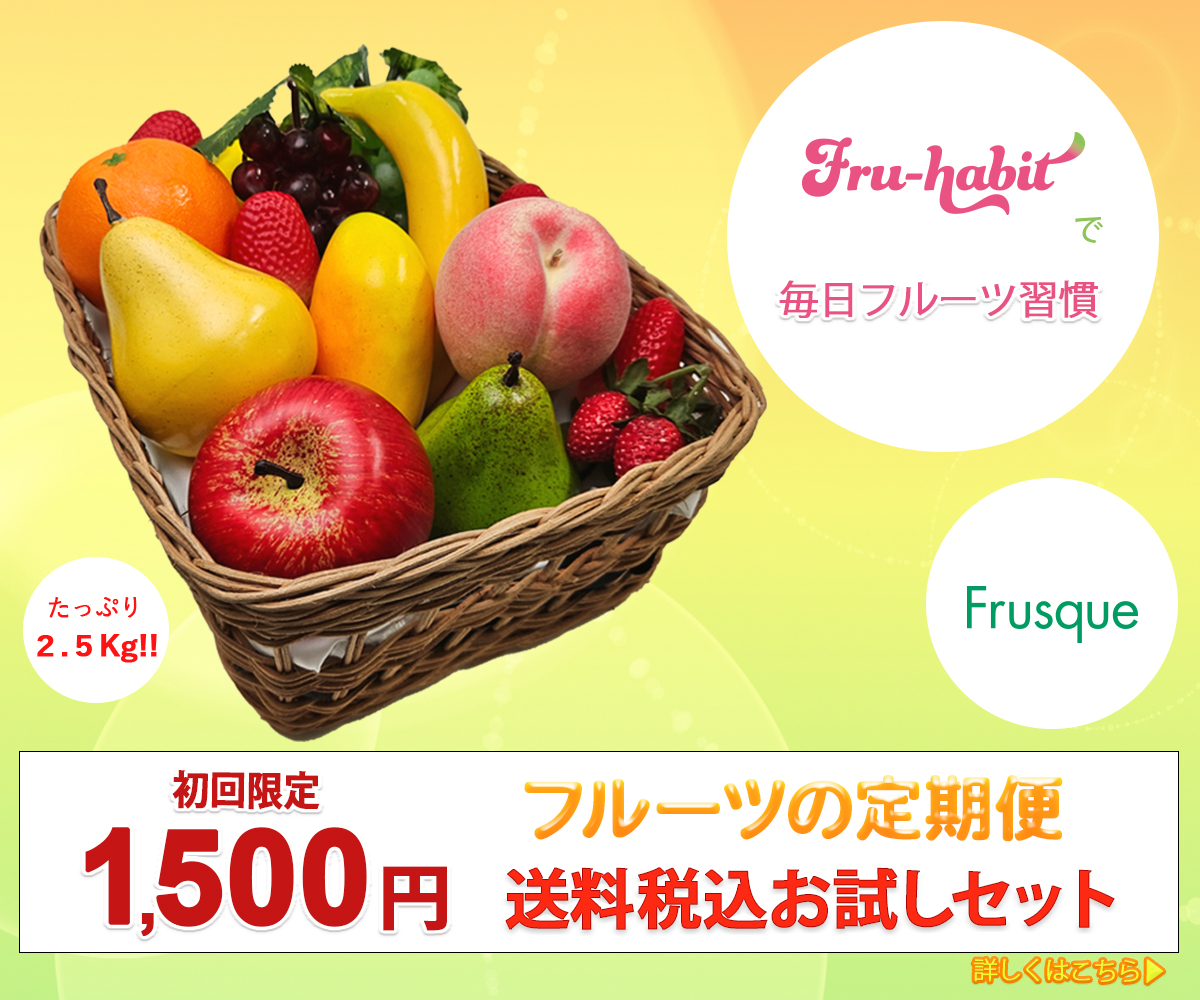 Fru-habit
で
毎日フルーツ習慣
Frusque
たっぷり
2.5Kg!!
初回限定
1,500円
フルーツの定期便
送料税込お試しセット
詳しくはこちら▶